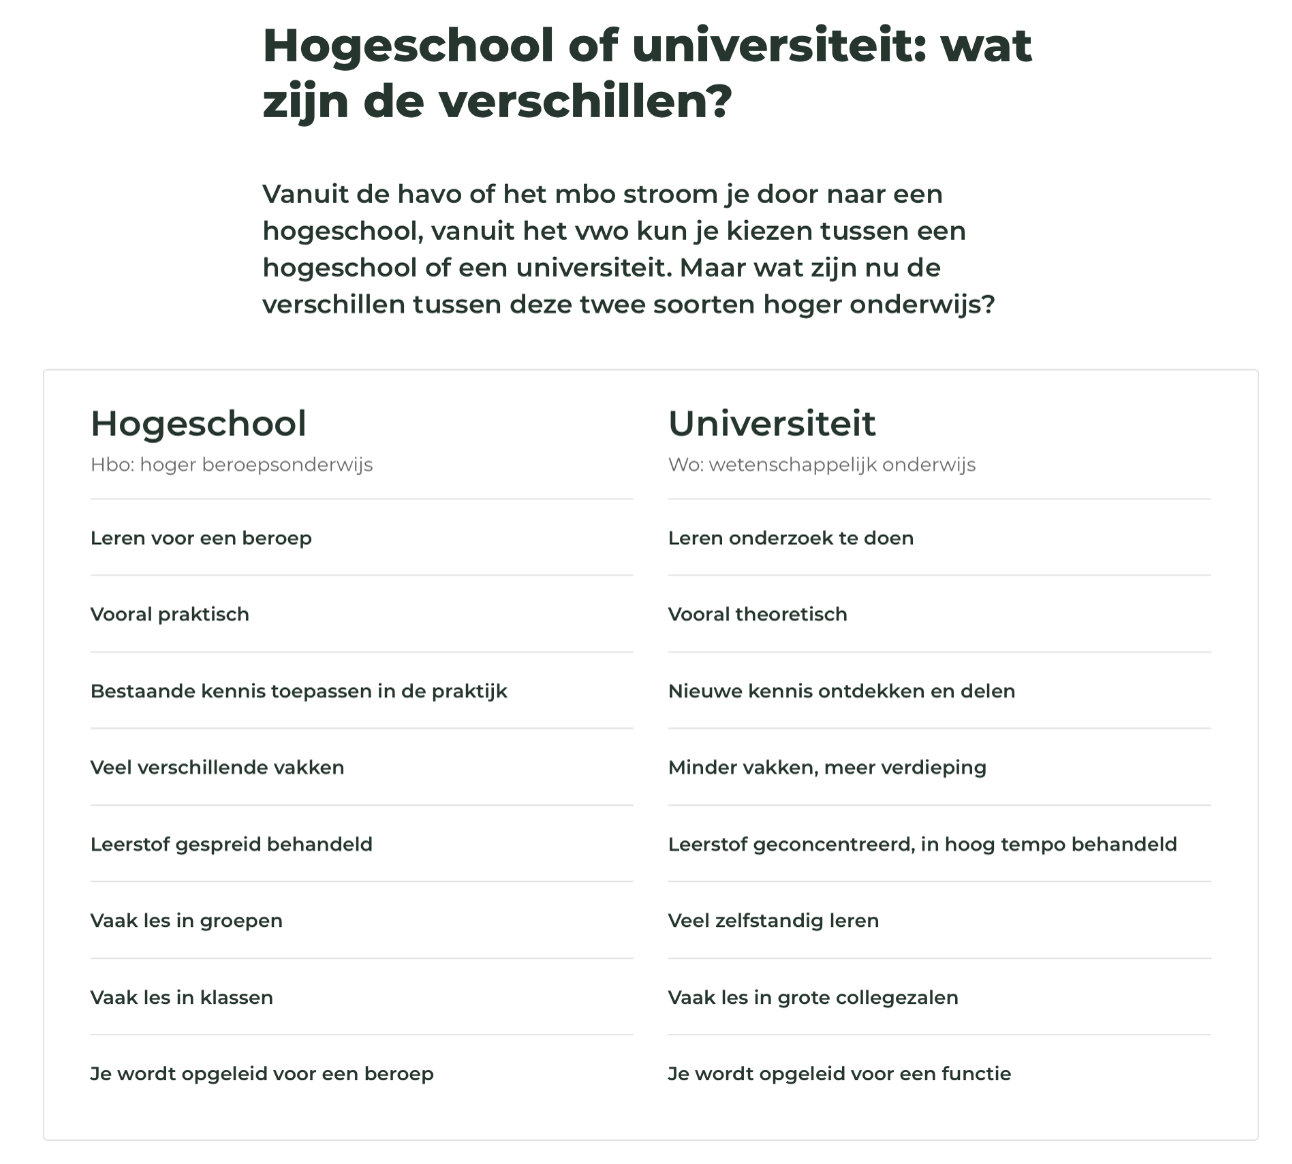 Hogeschool of universiteit: wat
zijn de verschillen?
Vanuit de havo of het mbo stroom je door naar een
hogeschool, vanuit het vwo kun je kiezen tussen een
hogeschool of een universiteit. Maar wat zijn nu de
verschillen tussen deze twee soorten hoger onderwijs?
Hogeschool
Hbo: hoger beroepsonderwijs
Leren voor een beroep
Vooral praktisch
Bestaande kennis toepassen in de praktijk
Veel verschillende vakken
Leerstof gespreid behandeld
Vaak les in groepen
Vaak les in klassen
Je wordt opgeleid voor een beroep
Universiteit
Wo: wetenschappelijk onderwijs
Leren onderzoek te doen
Vooral theoretisch
Nieuwe kennis ontdekken en delen
Minder vakken, meer verdieping
Leerstof geconcentreerd, in hoog tempo behandeld
Veel zelfstandig leren
Vaak les in grote collegezalen
Je wordt opgeleid voor een functie